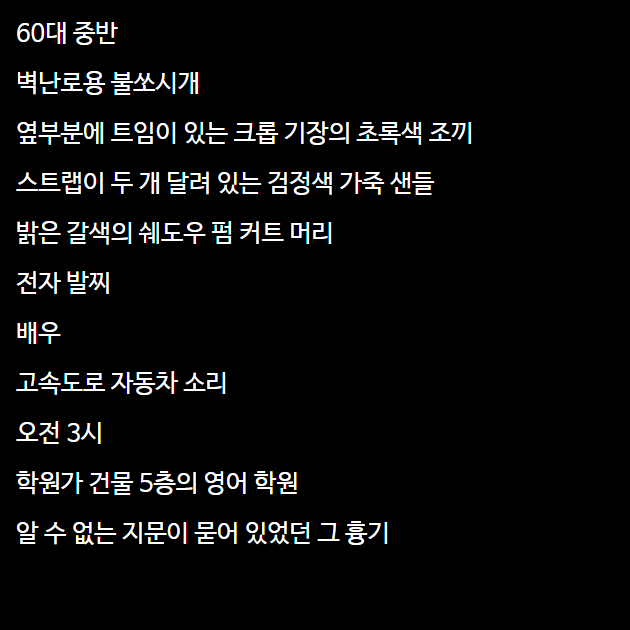 60대 중반
벽난로용 불쏘시개
옆부분에 트임이 있는 크롭 기장의 초록색 조끼
스트랩이 두 개 달려 있는 검정색 가죽 샌들
밝은 갈색의 쉐도우 펌 커트 머리
전자 발찌
배우
고속도로 자동차 소리
오전 3시
학원가 건물 5층의 영어 학원
알 수 없는 지문이 묻어 있었던 그 흉기